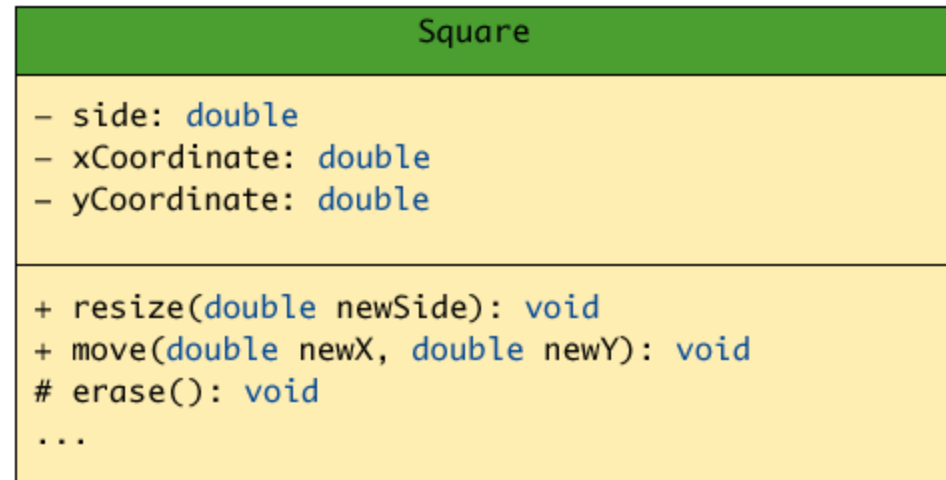 Square
– side: double
– xCoordinate: double
– yCoordinate: double
+ resize(double newSide): void
+ move(double newX, double newY): void
# erase(): void
...